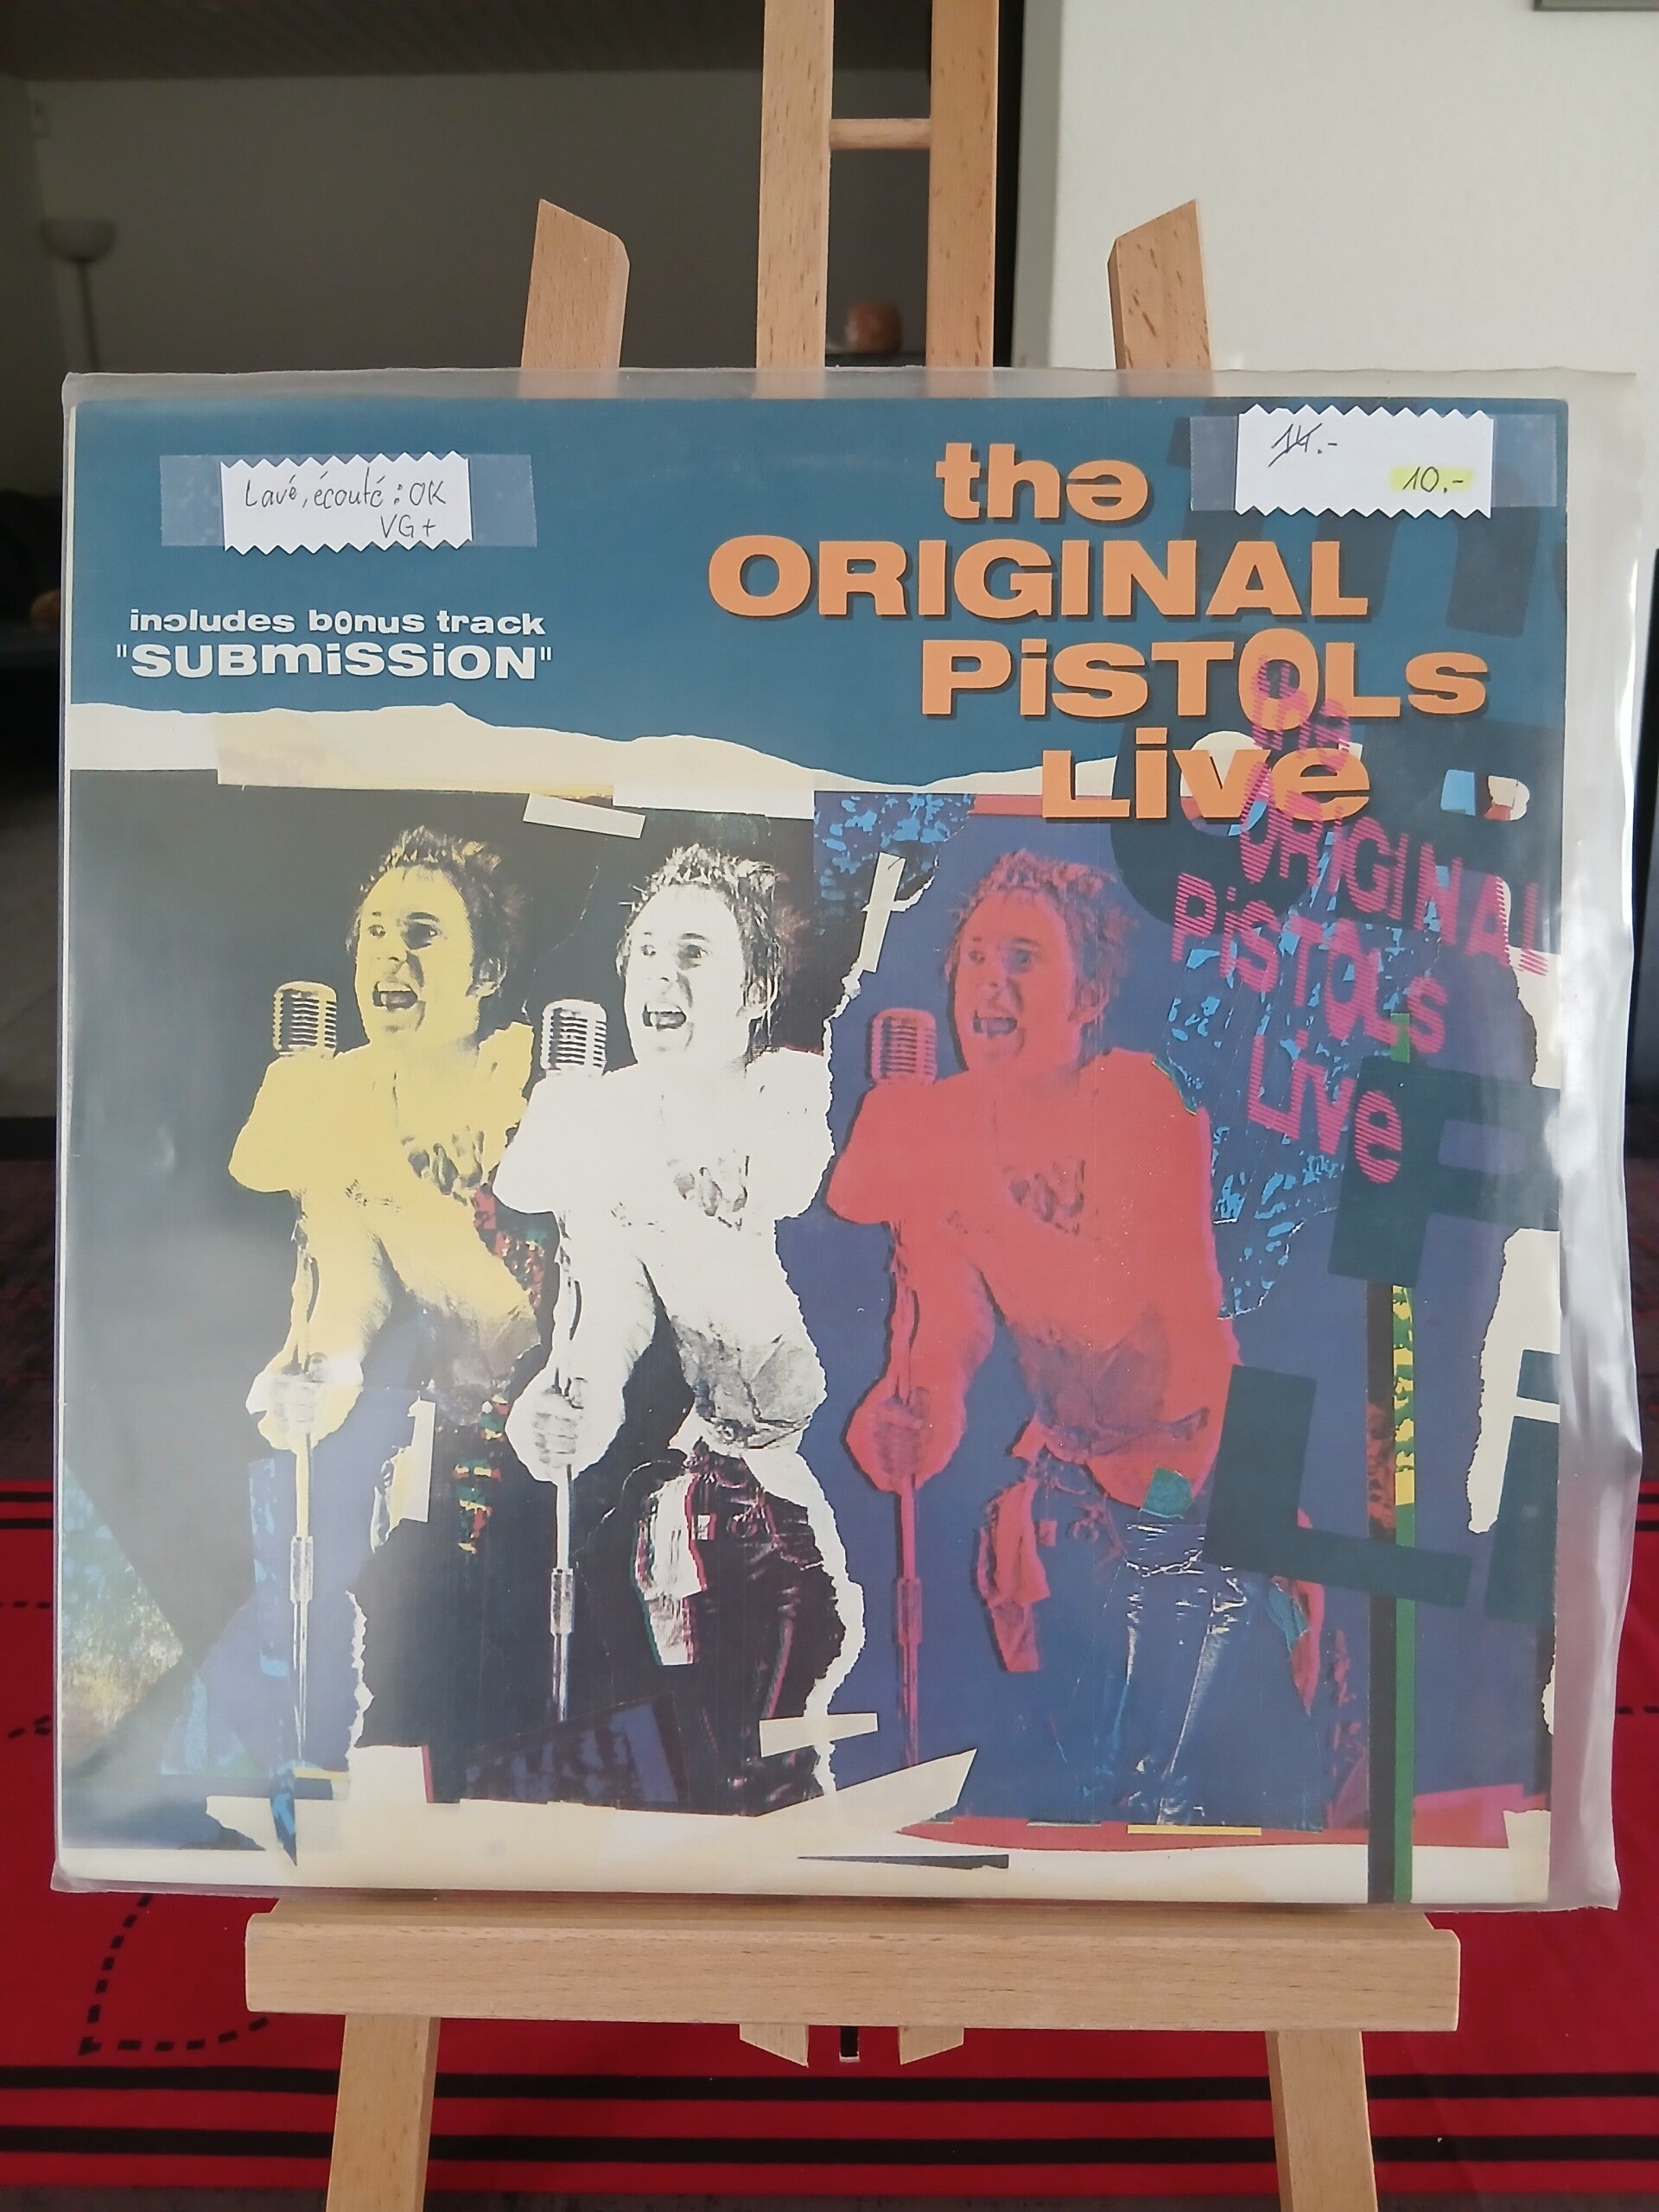 Lavé, écouté : OK
VG+
14.-
10.-
includes bonus track
"SUBmiSSiON"
the
ORIGINAL
PiSTOLS
Live
the
ORIGINAL
PiSTOLS
Live